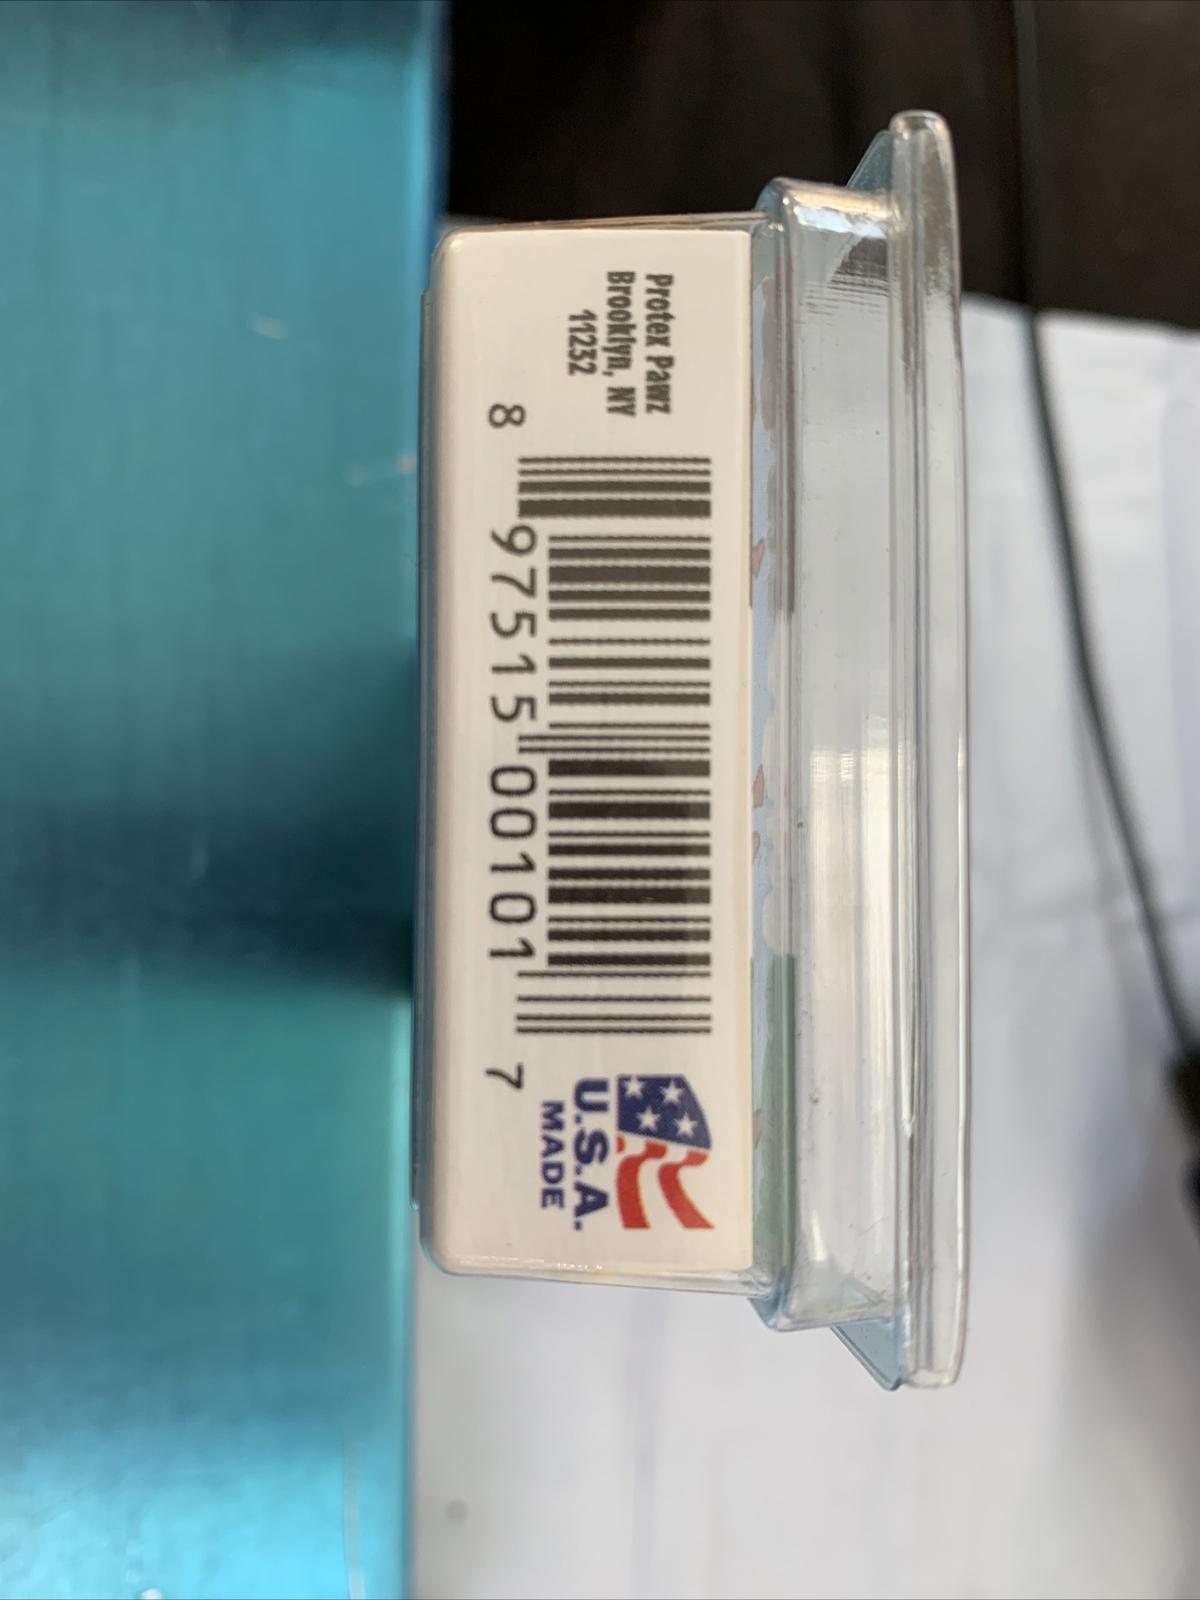 Protex Pawz
Brooklyn, NY
11232
8 97515 00101 7
U.S.A.
MADE